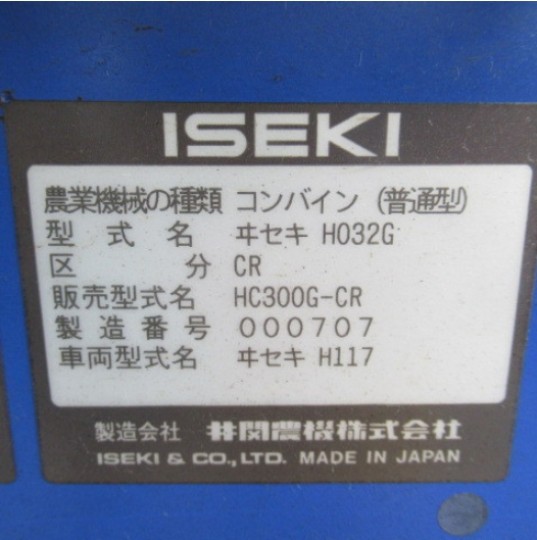 ISEKI
農業機械の種類 コンバイン (普通型)
型式名 ヰセキ H032G
区分 CR
販売型式名 HC300G-CR
製造番号 000707
車両型式名 ヰセキ H117
製造会社 井関農機株式会社
ISEKI & CO., LTD. MADE IN JAPAN